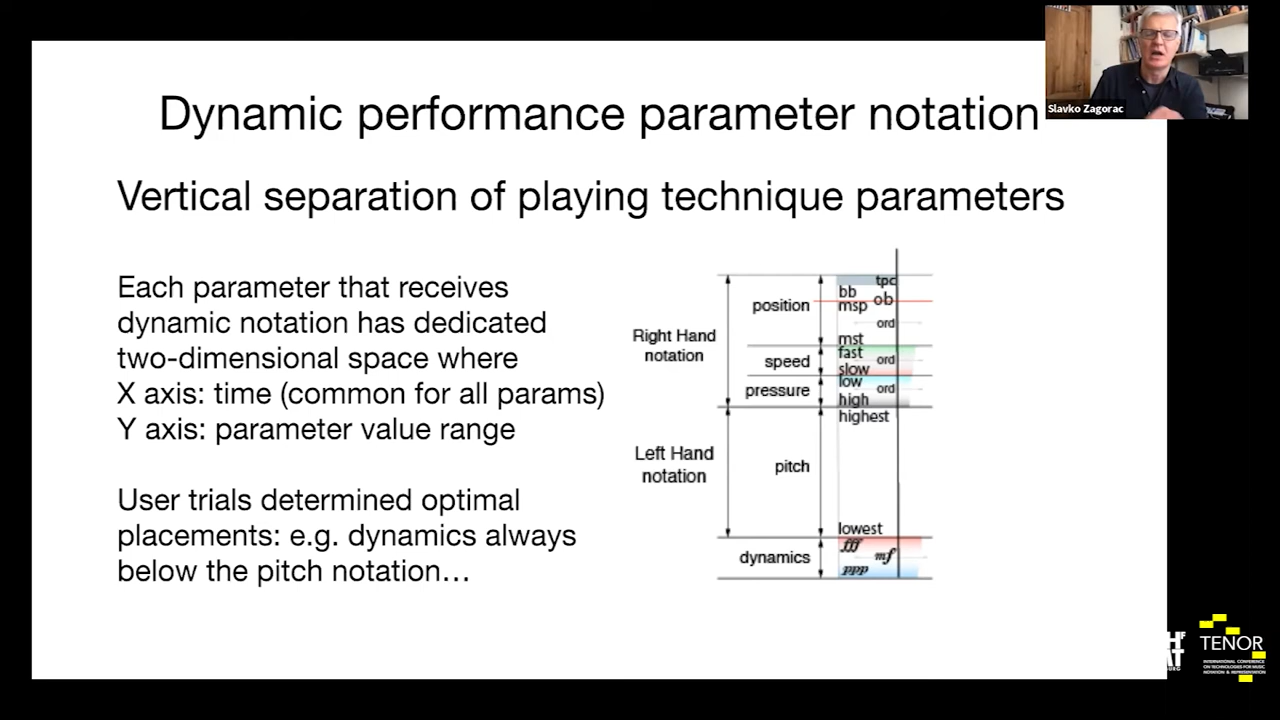 Slavko Zagorac
Dynamic performance parameter notation
Vertical separation of playing technique parameters
Each parameter that receives
dynamic notation has dedicated
two-dimensional space where
X axis: time (common for all params)
Y axis: parameter value range
User trials determined optimal
placements: e.g. dynamics always
below the pitch notation…
Right Hand
notation
Left Hand
notation
position
speed
pressure
pitch
dynamics
tpc
bb
ob
msp
ord
mst
fast
ord
slow
low
ord
high
highest
lowest
fff
mf
ppp
TENOR
INTERNATIONAL CONFERENCE
ON TECHNOLOGIES FOR MUSIC
NOTATION & REPRESENTATION